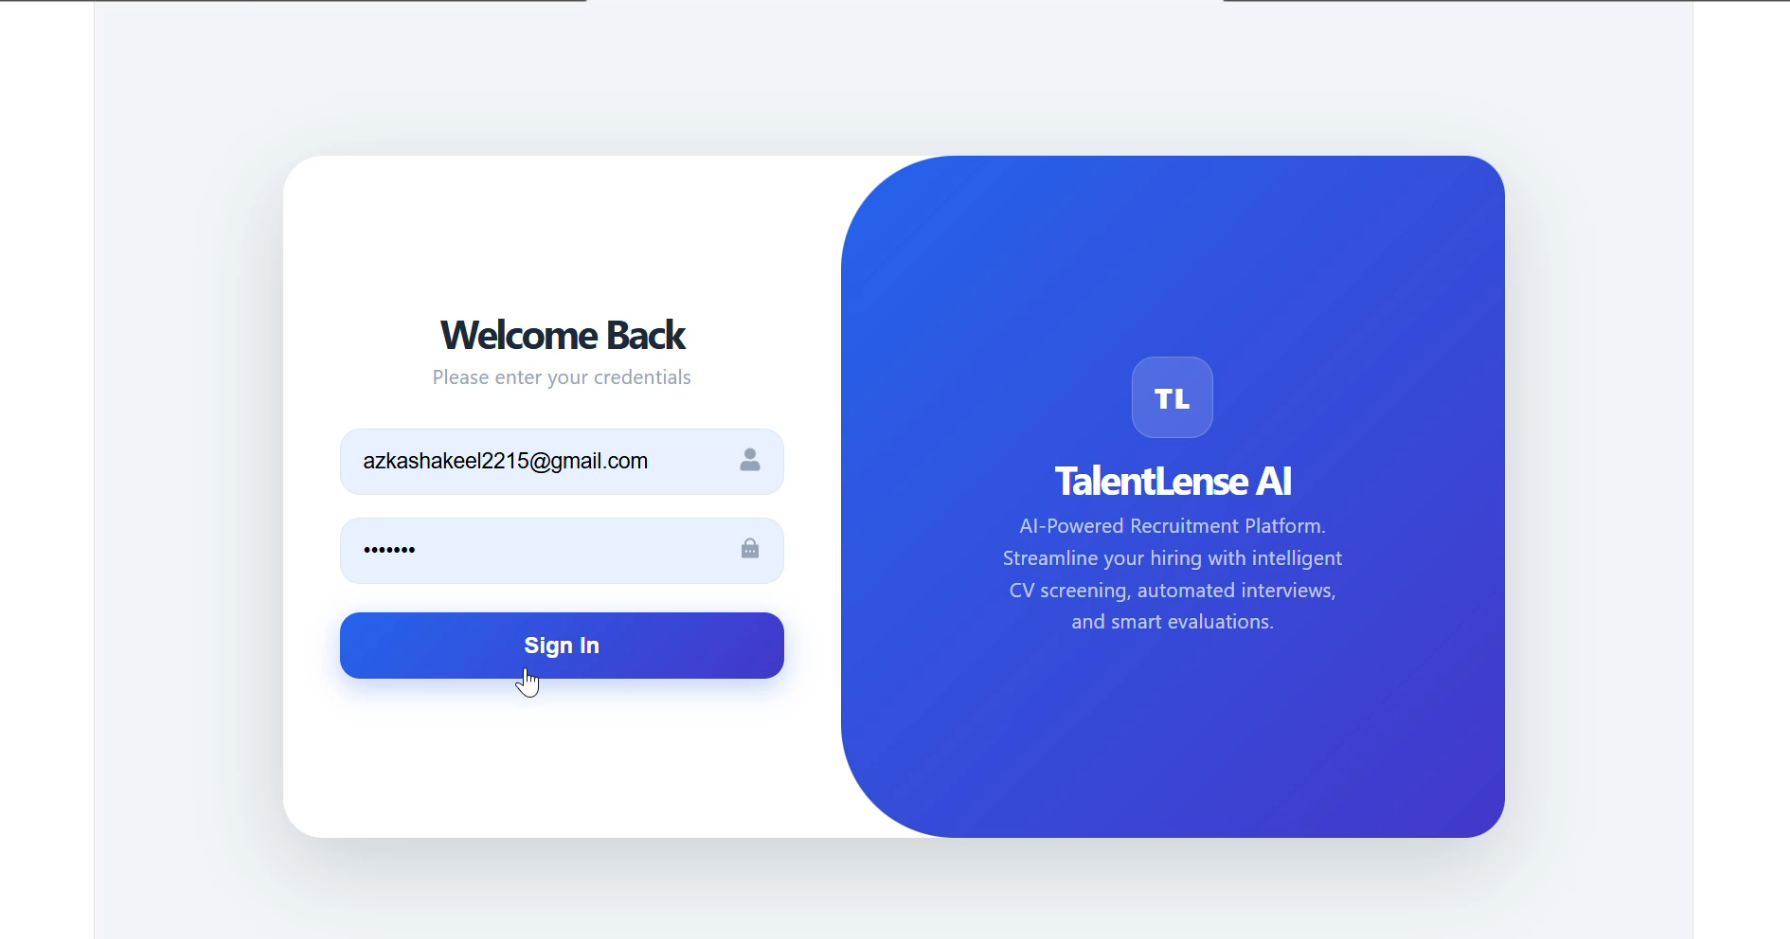 Welcome Back
Please enter your credentials
azkashakeel2215@gmail.com
•••••••
Sign In
TL
TalentLense AI
AI-Powered Recruitment Platform.
Streamline your hiring with intelligent
CV screening, automated interviews,
and smart evaluations.